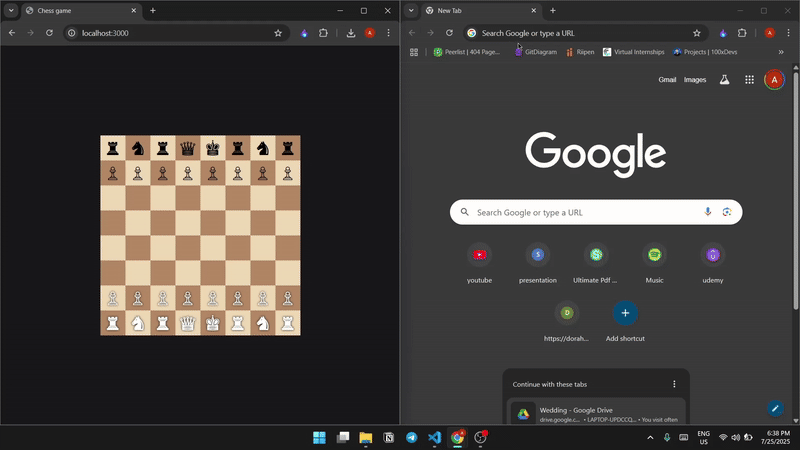 Chess game
localhost:3000
New Tab
Search Google or type a URL
Peerlist | 404 Page...
GitDiagram
Riipen
Virtual Internships
Projects | 100xDevs
Gmail
Images
A
Google
Search Google or type a URL
S
youtube
presentation
Ultimate Pdf ...
Music
udemy
D
https://dorah...
Add shortcut
Continue with these tabs
Wedding - Google Drive
drive.google.c... • LAPTOP-UPDCCQ... • You visit often
ENG
US
6:38 PM
7/25/2025